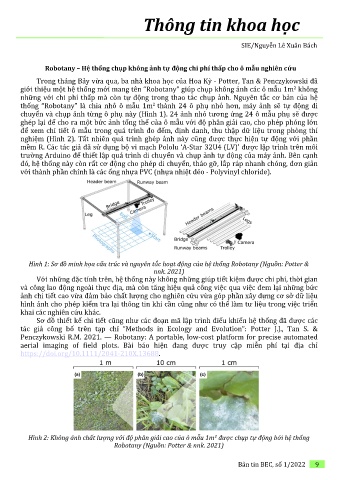 Thông tin khoa học
SIE/Nguyễn Lê Xuân Bách
Robotany – Hệ thống chụp không ảnh tự động chi phí thấp cho ô mẫu nghiên cứu
Trong tháng Bảy vừa qua, ba nhà khoa học của Hoa Kỳ - Potter, Tan & Penczykowski đã
giới thiệu một hệ thống mới mang tên "Robotany" giúp chụp không ảnh các ô mẫu 1m² không
những với chi phí thấp mà còn tự động trong thao tác chụp ảnh. Nguyên tắc cơ bản của hệ
thống "Robotany" là chia nhỏ ô mẫu 1m² thành 24 ô phụ nhỏ hơn, máy ảnh sẽ tự động di
chuyển và chụp ảnh từng ô phụ này (Hình 1). 24 ảnh nhỏ tương ứng 24 ô mẫu phụ sẽ được
ghép lại để cho ra một bức ảnh tổng thể của ô mẫu với độ phân giải cao, cho phép phóng lớn
để xem chi tiết ô mẫu trong quá trình đo đếm, định danh, thu thập dữ liệu trong phòng thí
nghiệm (Hình 2). Tất nhiên quá trình ghép ảnh này cũng được thực hiện tự động với phần
mềm R. Các tác giả đã sử dụng bộ vi mạch Pololu 'A-Star 32U4 (LV)' được lập trình trên môi
trường Arduino để thiết lập quá trình di chuyển và chụp ảnh tự động của máy ảnh. Bên cạnh
đó, hệ thống này còn rất cơ động cho phép di chuyển, tháo gỡ, lắp ráp nhanh chóng, đơn giản
với thành phần chính là các ống nhựa PVC (nhựa nhiệt dẻo - Polyvinyl chloride).
Header beam Runway beam
Bridge Trolley
Camera
Leg
Header beams
Legs
Bridge
Camera
Runway beams Trolley
Hình 1: Sơ đồ minh họa cấu trúc và nguyên tắc hoạt động của hệ thống Robotany (Nguồn: Potter &
nnk. 2021)
Với những đặc tính trên, hệ thống này không những giúp tiết kiệm được chi phí, thời gian
và công lao động ngoài thực địa, mà còn tăng hiệu quả công việc qua việc đem lại những bức
ảnh chi tiết cao vừa đảm bảo chất lượng cho nghiên cứu vừa góp phần xây dựng cơ sở dữ liệu
hình ảnh cho phép kiểm tra lại thông tin khi cần cũng như có thể làm tư liệu trong việc triển
khai các nghiên cứu khác.
Sơ đồ thiết kế chi tiết cũng như các đoạn mã lập trình điều khiển hệ thống đã được các
tác giả công bố trên tạp chí "Methods in Ecology and Evolution": Potter J.J., Tan S. &
Penczykowski R.M. 2021. — Robotany: A portable, low-cost platform for precise automated
aerial imaging of field plots. Bài báo hiện đang được truy cập miễn phí tại địa chỉ
https://doi.org/10.1111/2041-210X.13688.
1 m 10 cm 1 cm
(a) (b) (c)
Hình 2: Không ảnh chất lượng với độ phân giải cao của ô mẫu 1m² được chụp tự động bởi hệ thống
Robotany (Nguồn: Potter & nnk. 2021)
Bản tin BEC, số 1/2022 9